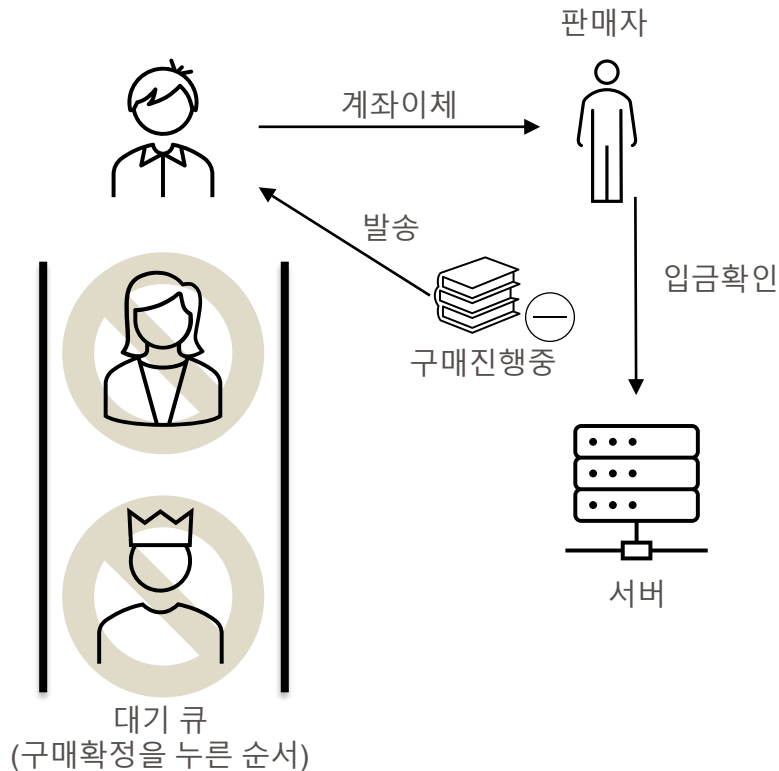 판매자
계좌이체
발송
입금확인
구매진행중
서버
대기 큐
(구매확정을 누른 순서)